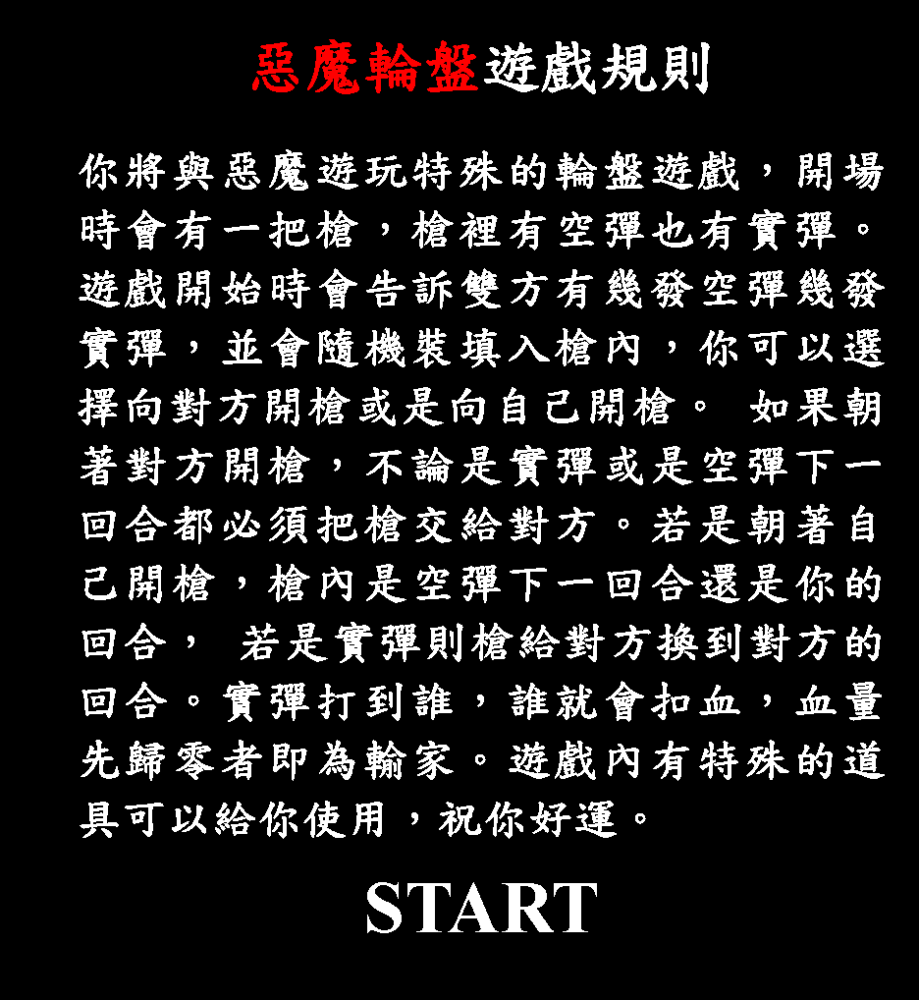 惡魔輪盤遊戲規則
你將與惡魔遊玩特殊的輪盤遊戲，開場
時會有一把槍，槍裡有空彈也有實彈。
遊戲開始時會告訴雙方有幾發空彈幾發
實彈，並會隨機裝填入槍內，你可以選
擇向對方開槍或是向自己開槍。 如果朝
著對方開槍，不論是實彈或是空彈下一
回合都必須把槍交給對方。若是朝著自
己開槍，槍內是空彈下一回合還是你的
回合， 若是實彈則槍給對方換到對方的
回合。實彈打到誰，誰就會扣血，血量
先歸零者即為輸家。遊戲內有特殊的道
具可以給你使用，祝你好運。
START